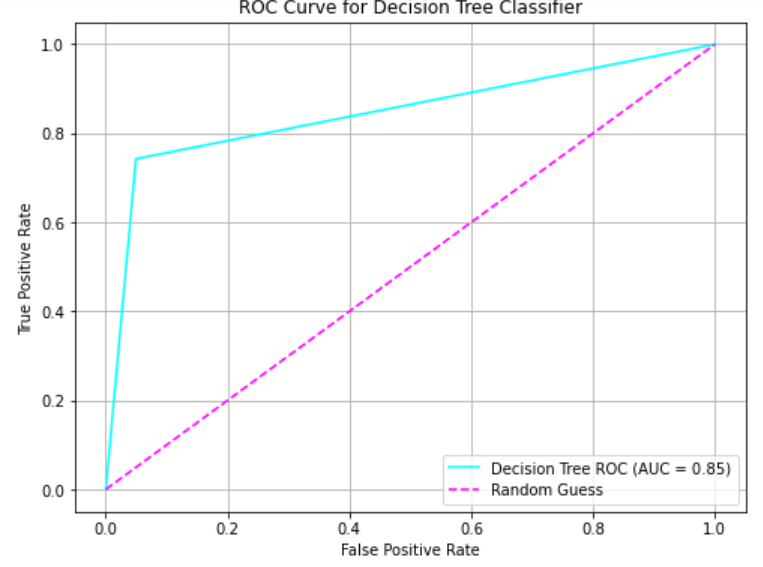 ROC Curve for Decision Tree Classifier
1.0
0.8
0.6
0.4
0.2
0.0
True Positive Rate
Decision Tree ROC (AUC = 0.85)
Random Guess
0.0 0.2 0.4 0.6 0.8 1.0
False Positive Rate